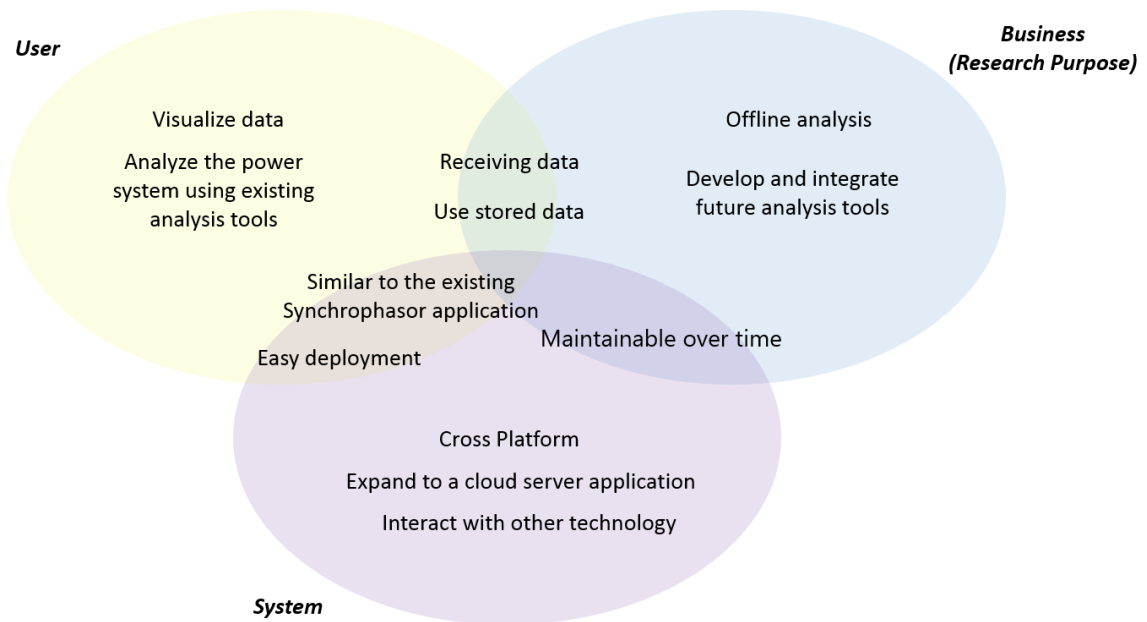 User
Business
(Research Purpose)
Visualize data
Analyze the power
system using existing
analysis tools
Receiving data
Use stored data
Offline analysis
Develop and integrate
future analysis tools
Similar to the existing
Synchrophasor application
Easy deployment
Maintainable over time
Cross Platform
Expand to a cloud server application
Interact with other technology
System